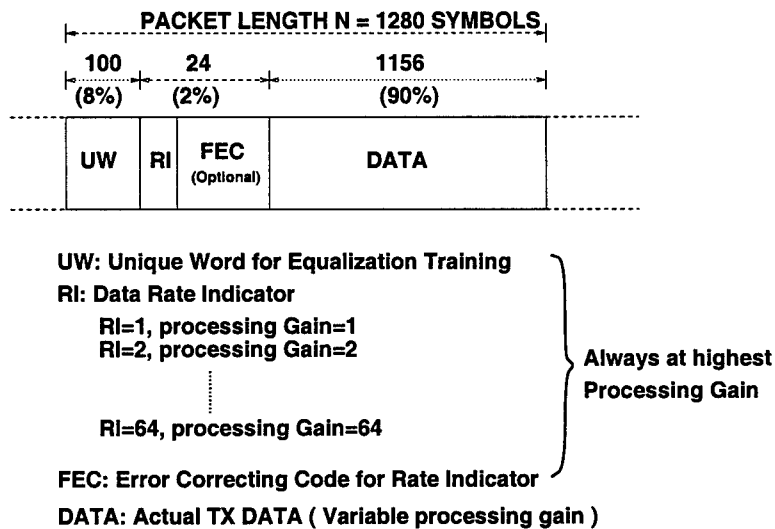 PACKET LENGTH N = 1280 SYMBOLS
100 24 1156
(8%) (2%) (90%)
UW RI FEC (Optional) DATA
UW: Unique Word for Equalization Training
RI: Data Rate Indicator
RI=1, processing Gain=1
RI=2, processing Gain=2
RI=64, processing Gain=64
Always at highest
Processing Gain
FEC: Error Correcting Code for Rate Indicator
DATA: Actual TX DATA ( Variable processing gain )